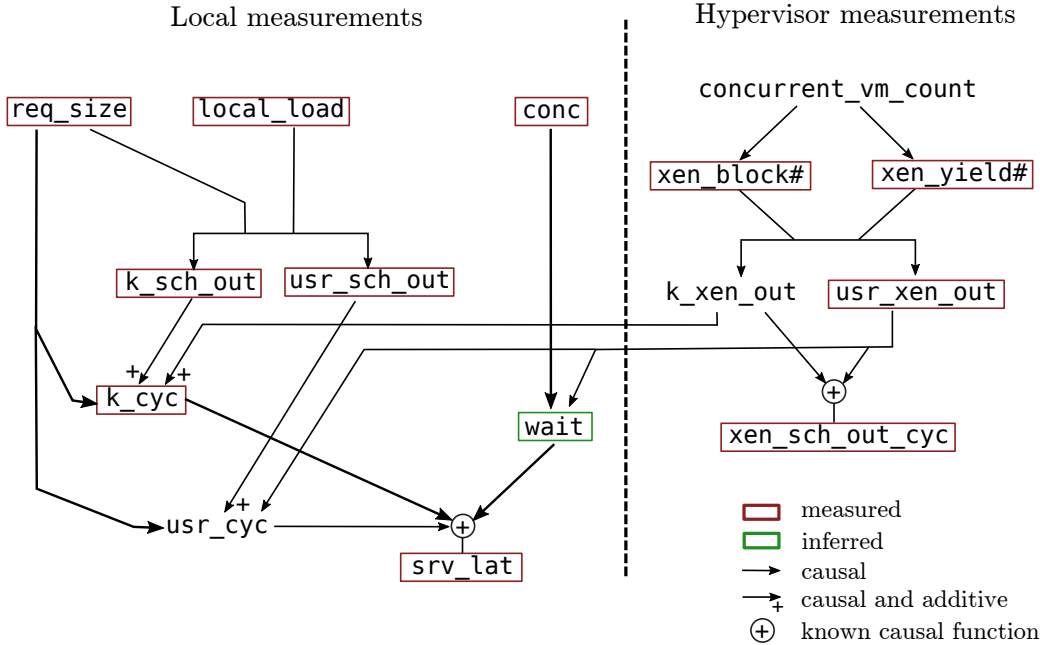 Local measurements
Hypervisor measurements
req_size
local_load
conc
concurrent_vm_count
xen_block#
xen_yield#
k_sch_out
usr_sch_out
k_xen_out
usr_xen_out
+
+
k_cyc
+
wait
xen_sch_out_cyc
+
usr_cyc
+
srv_lat
measured
inferred
causal
+
causal and additive
+
known causal function